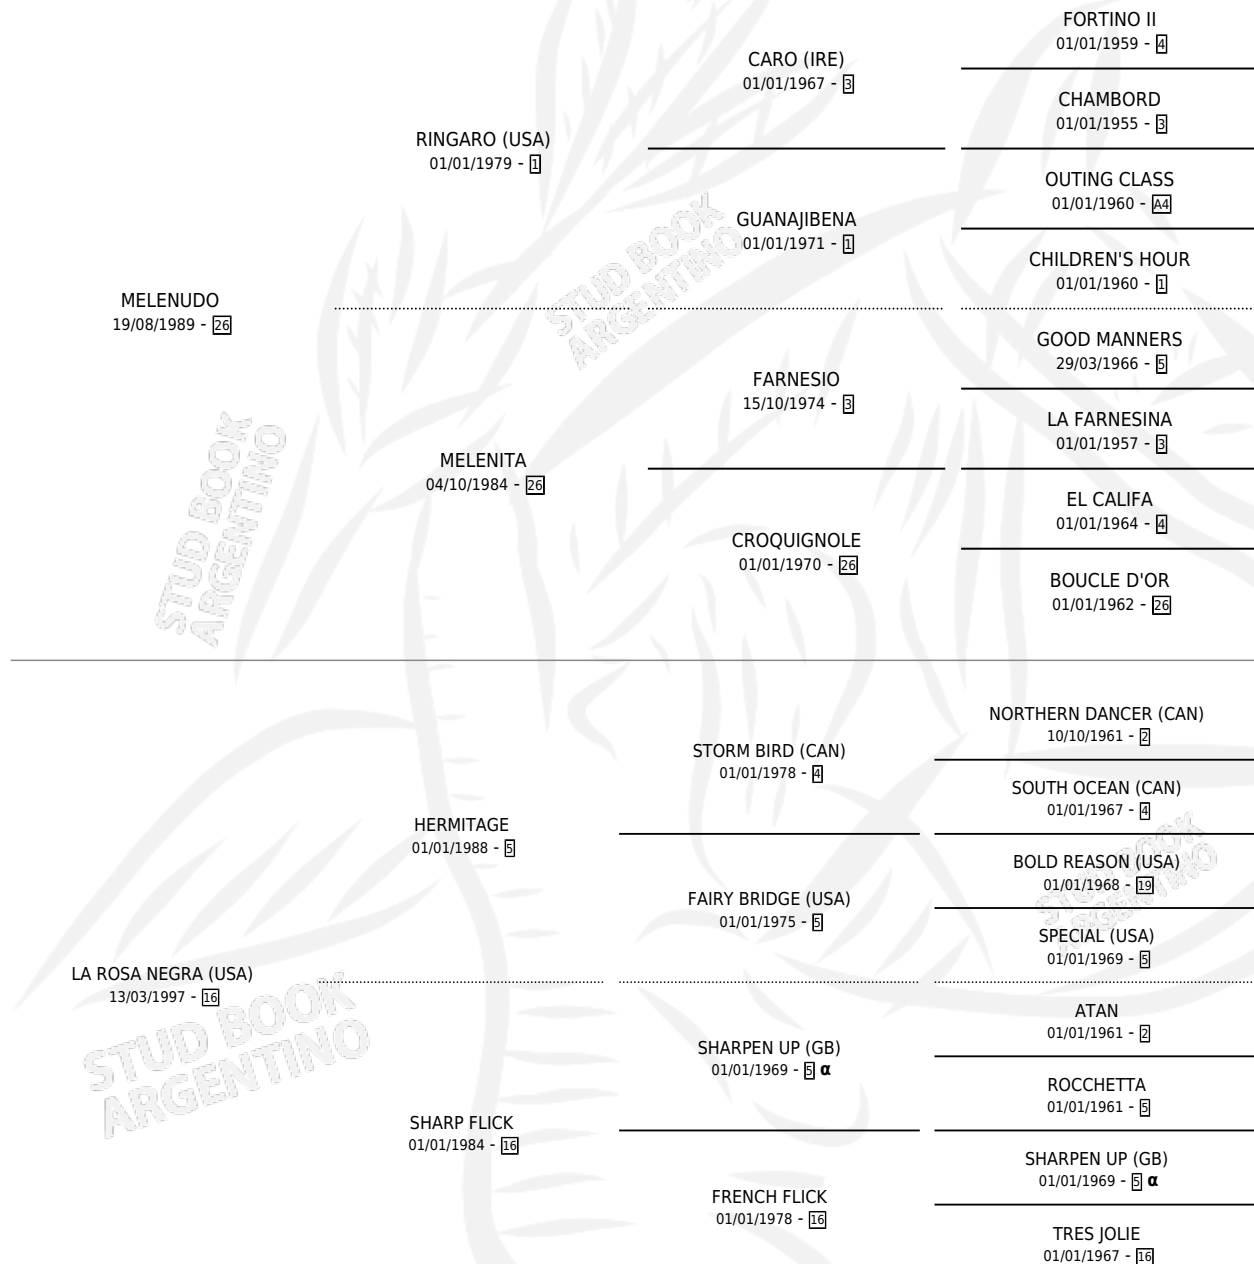 FORTINO II
01/01/1959 - 4
CARO (IRE)
01/01/1967 - 3
CHAMBORD
01/01/1955 - 3
RINGARO (USA)
01/01/1979 - 1
OUTING CLASS
01/01/1960 - A4
GUANAJIBENA
01/01/1971 - 1
CHILDREN'S HOUR
01/01/1960 - 1
MELENUDO
19/08/1989 - 26
GOOD MANNERS
29/03/1966 - 5
FARNESIO
15/10/1974 - 3
LA FARNESINA
01/01/1957 - 3
MELENITA
04/10/1984 - 26
EL CALIFA
01/01/1964 - 4
CROQUIGNOLE
01/01/1970 - 26
BOUCLE D'OR
01/01/1962 - 26
NORTHERN DANCER (CAN)
10/10/1961 - 2
STORM BIRD (CAN)
01/01/1978 - 4
SOUTH OCEAN (CAN)
01/01/1967 - 4
HERMITAGE
01/01/1988 - 5
BOLD REASON (USA)
01/01/1968 - 19
FAIRY BRIDGE (USA)
01/01/1975 - 5
SPECIAL (USA)
01/01/1969 - 5
LA ROSA NEGRA (USA)
13/03/1997 - 16
ATAN
01/01/1961 - 2
SHARPEN UP (GB)
01/01/1969 - 5 α
ROCCHETTA
01/01/1961 - 5
SHARP FLICK
01/01/1984 - 16
SHARPEN UP (GB)
01/01/1969 - 5 α
FRENCH FLICK
01/01/1978 - 16
TRES JOLIE
01/01/1967 - 16
STUD BOOK
ARGENTINO
STUD BOOK
ARGENTINO
STUD BOOK
ARGENTINO
STUD BOOK
ARGENTINO